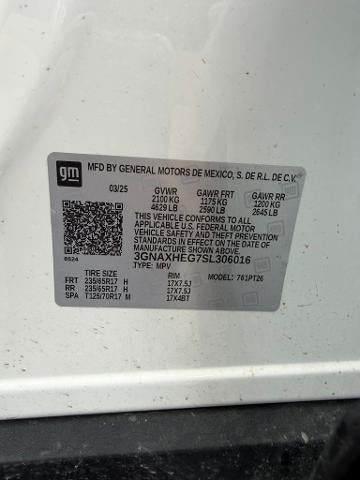 gm
MFD BY GENERAL MOTORS DE MEXICO, S. DE R.L. DE C.V.
03/25 GVWR GAWR FRT GAWR RR
2100 KG 1175 KG 1200 KG
4629 LB 2590 LB 2645 LB
THIS VEHICLE CONFORMS TO ALL
APPLICABLE U.S. FEDERAL MOTOR
VEHICLE SAFETY AND THEFT PREVENTION
STANDARDS IN EFFECT ON THE DATE OF
MANUFACTURE SHOWN ABOVE.
3GNAXHEG7SL306016
8524 TYPE: MPV 761PT26
TIRE SIZE RIM
FRT 235/65R17 H 17X7.5J
RR 235/65R17 H 17X7.5J
SPA T125/70R17 M 17X4BT